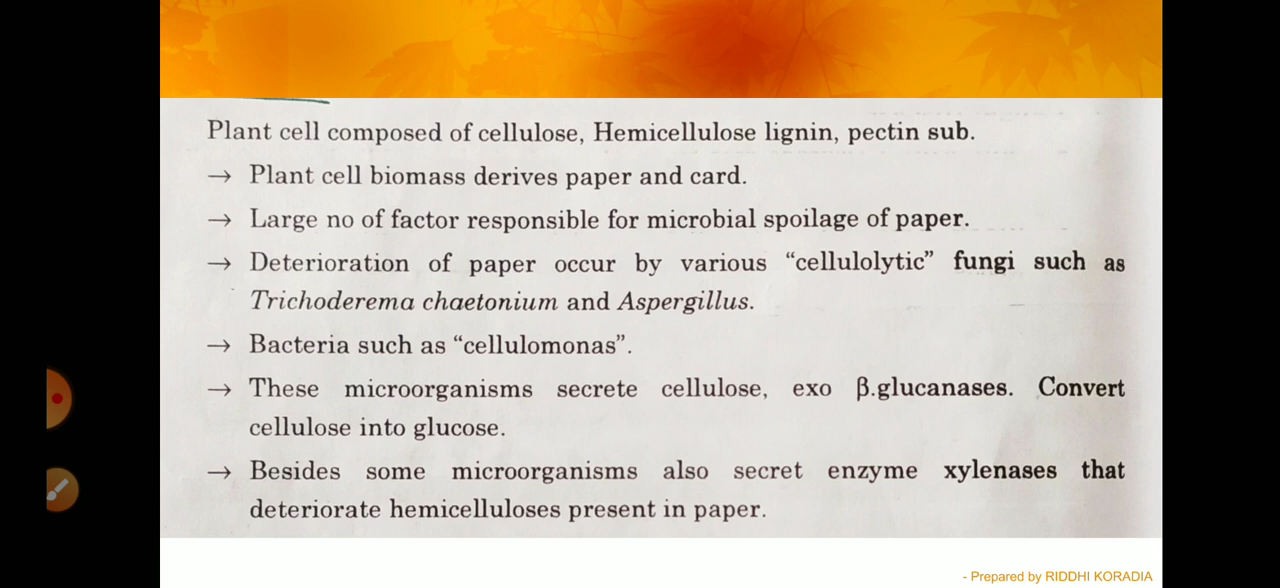 Plant cell composed of cellulose, Hemicellulose lignin, pectin sub.
→ Plant cell biomass derives paper and card.
→ Large no of factor responsible for microbial spoilage of paper.
→ Deterioration of paper occur by various “cellulolytic” fungi such as
Trichoderema chaetonium and Aspergillus.
→ Bacteria such as “cellulomonas”.
→ These microorganisms secrete cellulose, exo β.glucanases. Convert
cellulose into glucose.
→ Besides some microorganisms also secret enzyme xylenases that
deteriorate hemicelluloses present in paper.
- Prepared by RIDDHI KORADIA